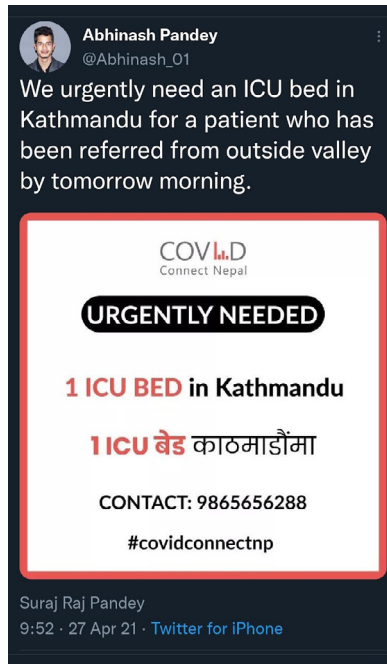 Abhinash Pandey
@Abhinash_01
We urgently need an ICU bed in
Kathmandu for a patient who has
been referred from outside valley
by tomorrow morning.
COVID
Connect Nepal
URGENTLY NEEDED
1 ICU BED in Kathmandu
1 ICU बेड काठमाडौंमा
CONTACT: 9865656288
#covidconnectnp
Suraj Raj Pandey
9:52 · 27 Apr 21 · Twitter for iPhone